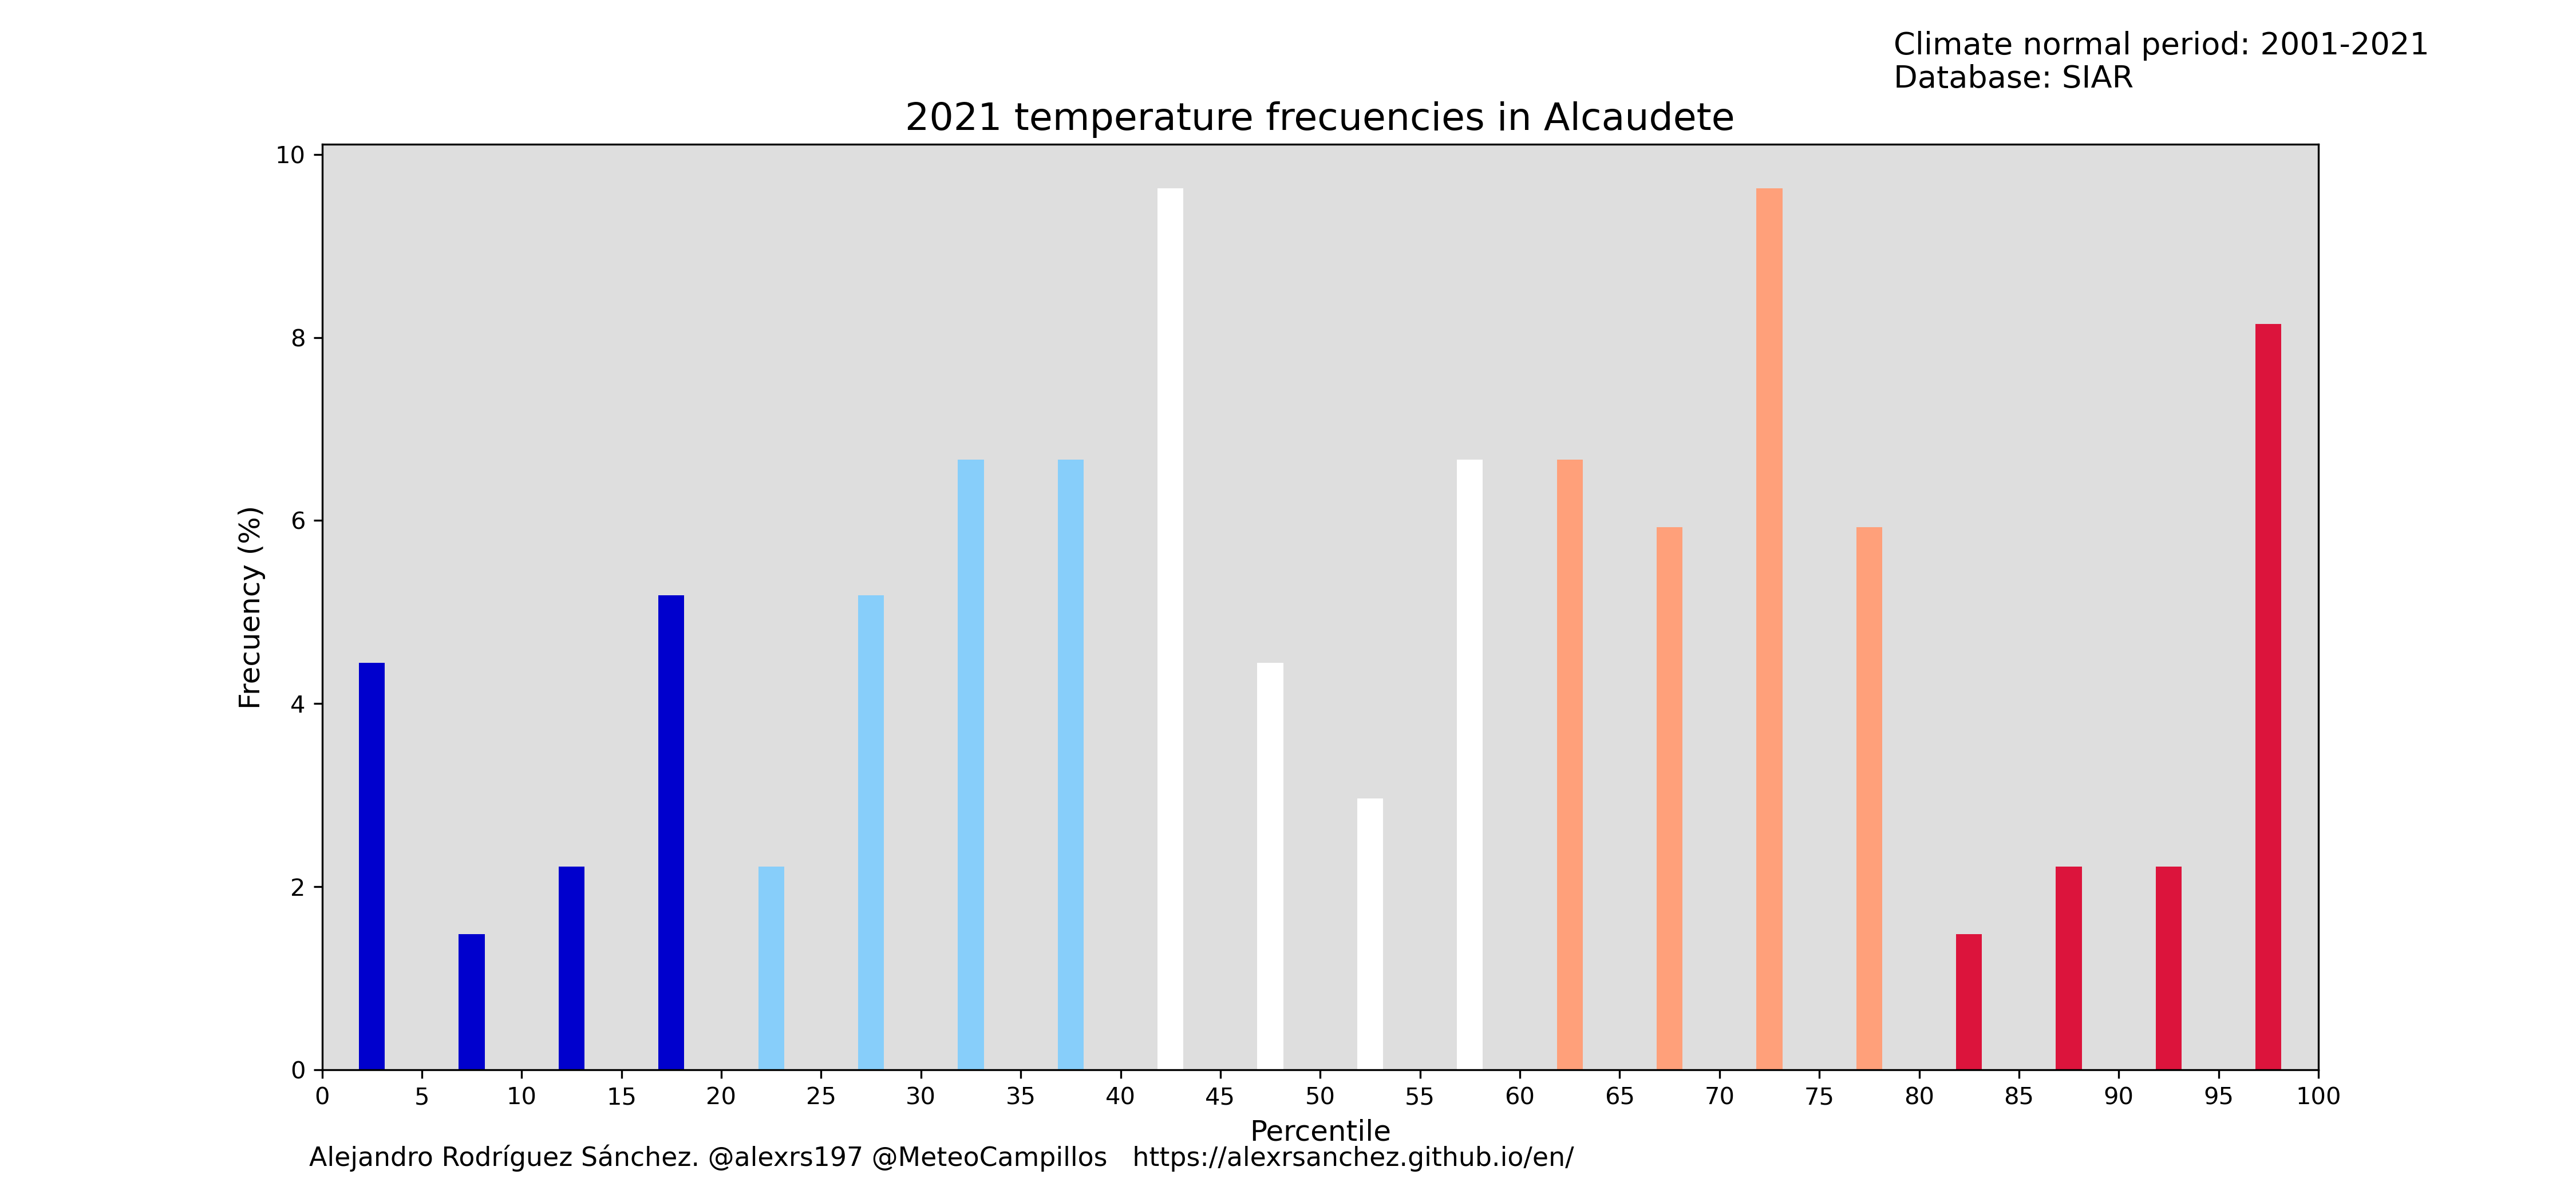 Climate normal period: 2001-2021
Database: SIAR
2021 temperature frecuencies in Alcaudete
10
8
6
4
2
0
Frecuency (%)
0 5 10 15 20 25 30 35 40 45 50 55 60 65 70 75 80 85 90 95 100
Percentile
Alejandro Rodríguez Sánchez. @alexrs197 @MeteoCampillos https://alexrsanchez.github.io/en/